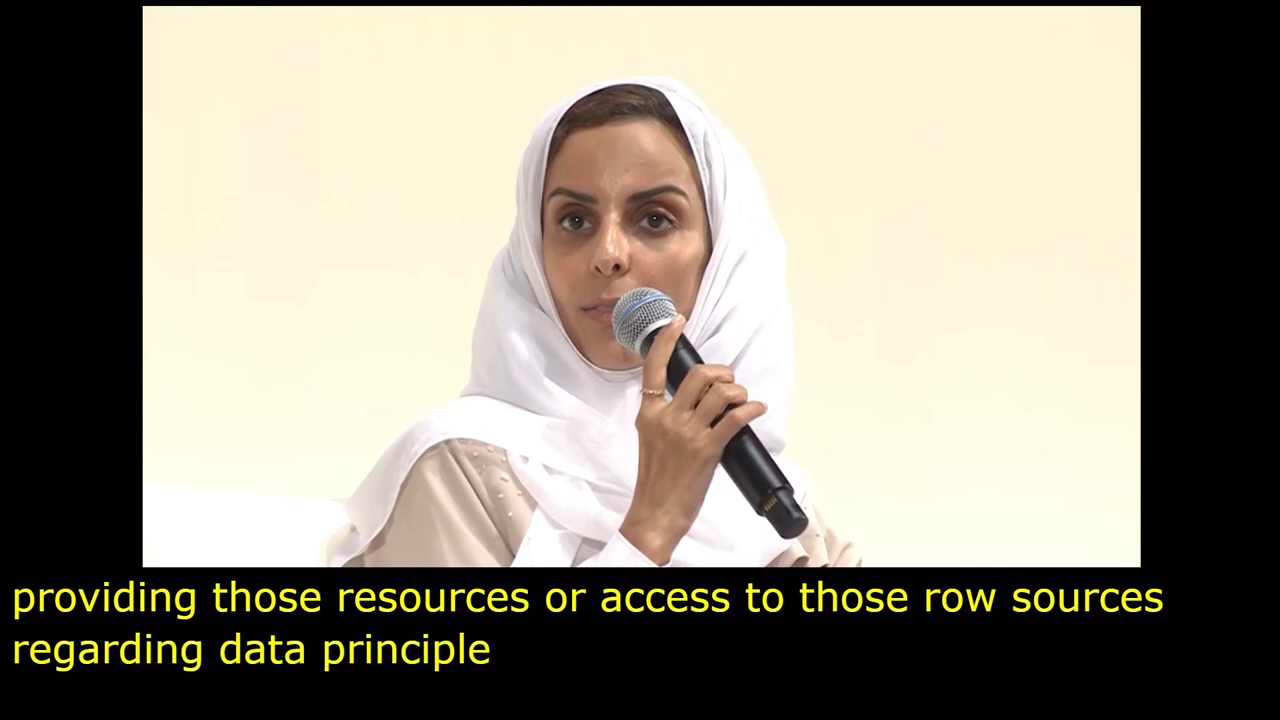 providing those resources or access to those row sources
regarding data principle